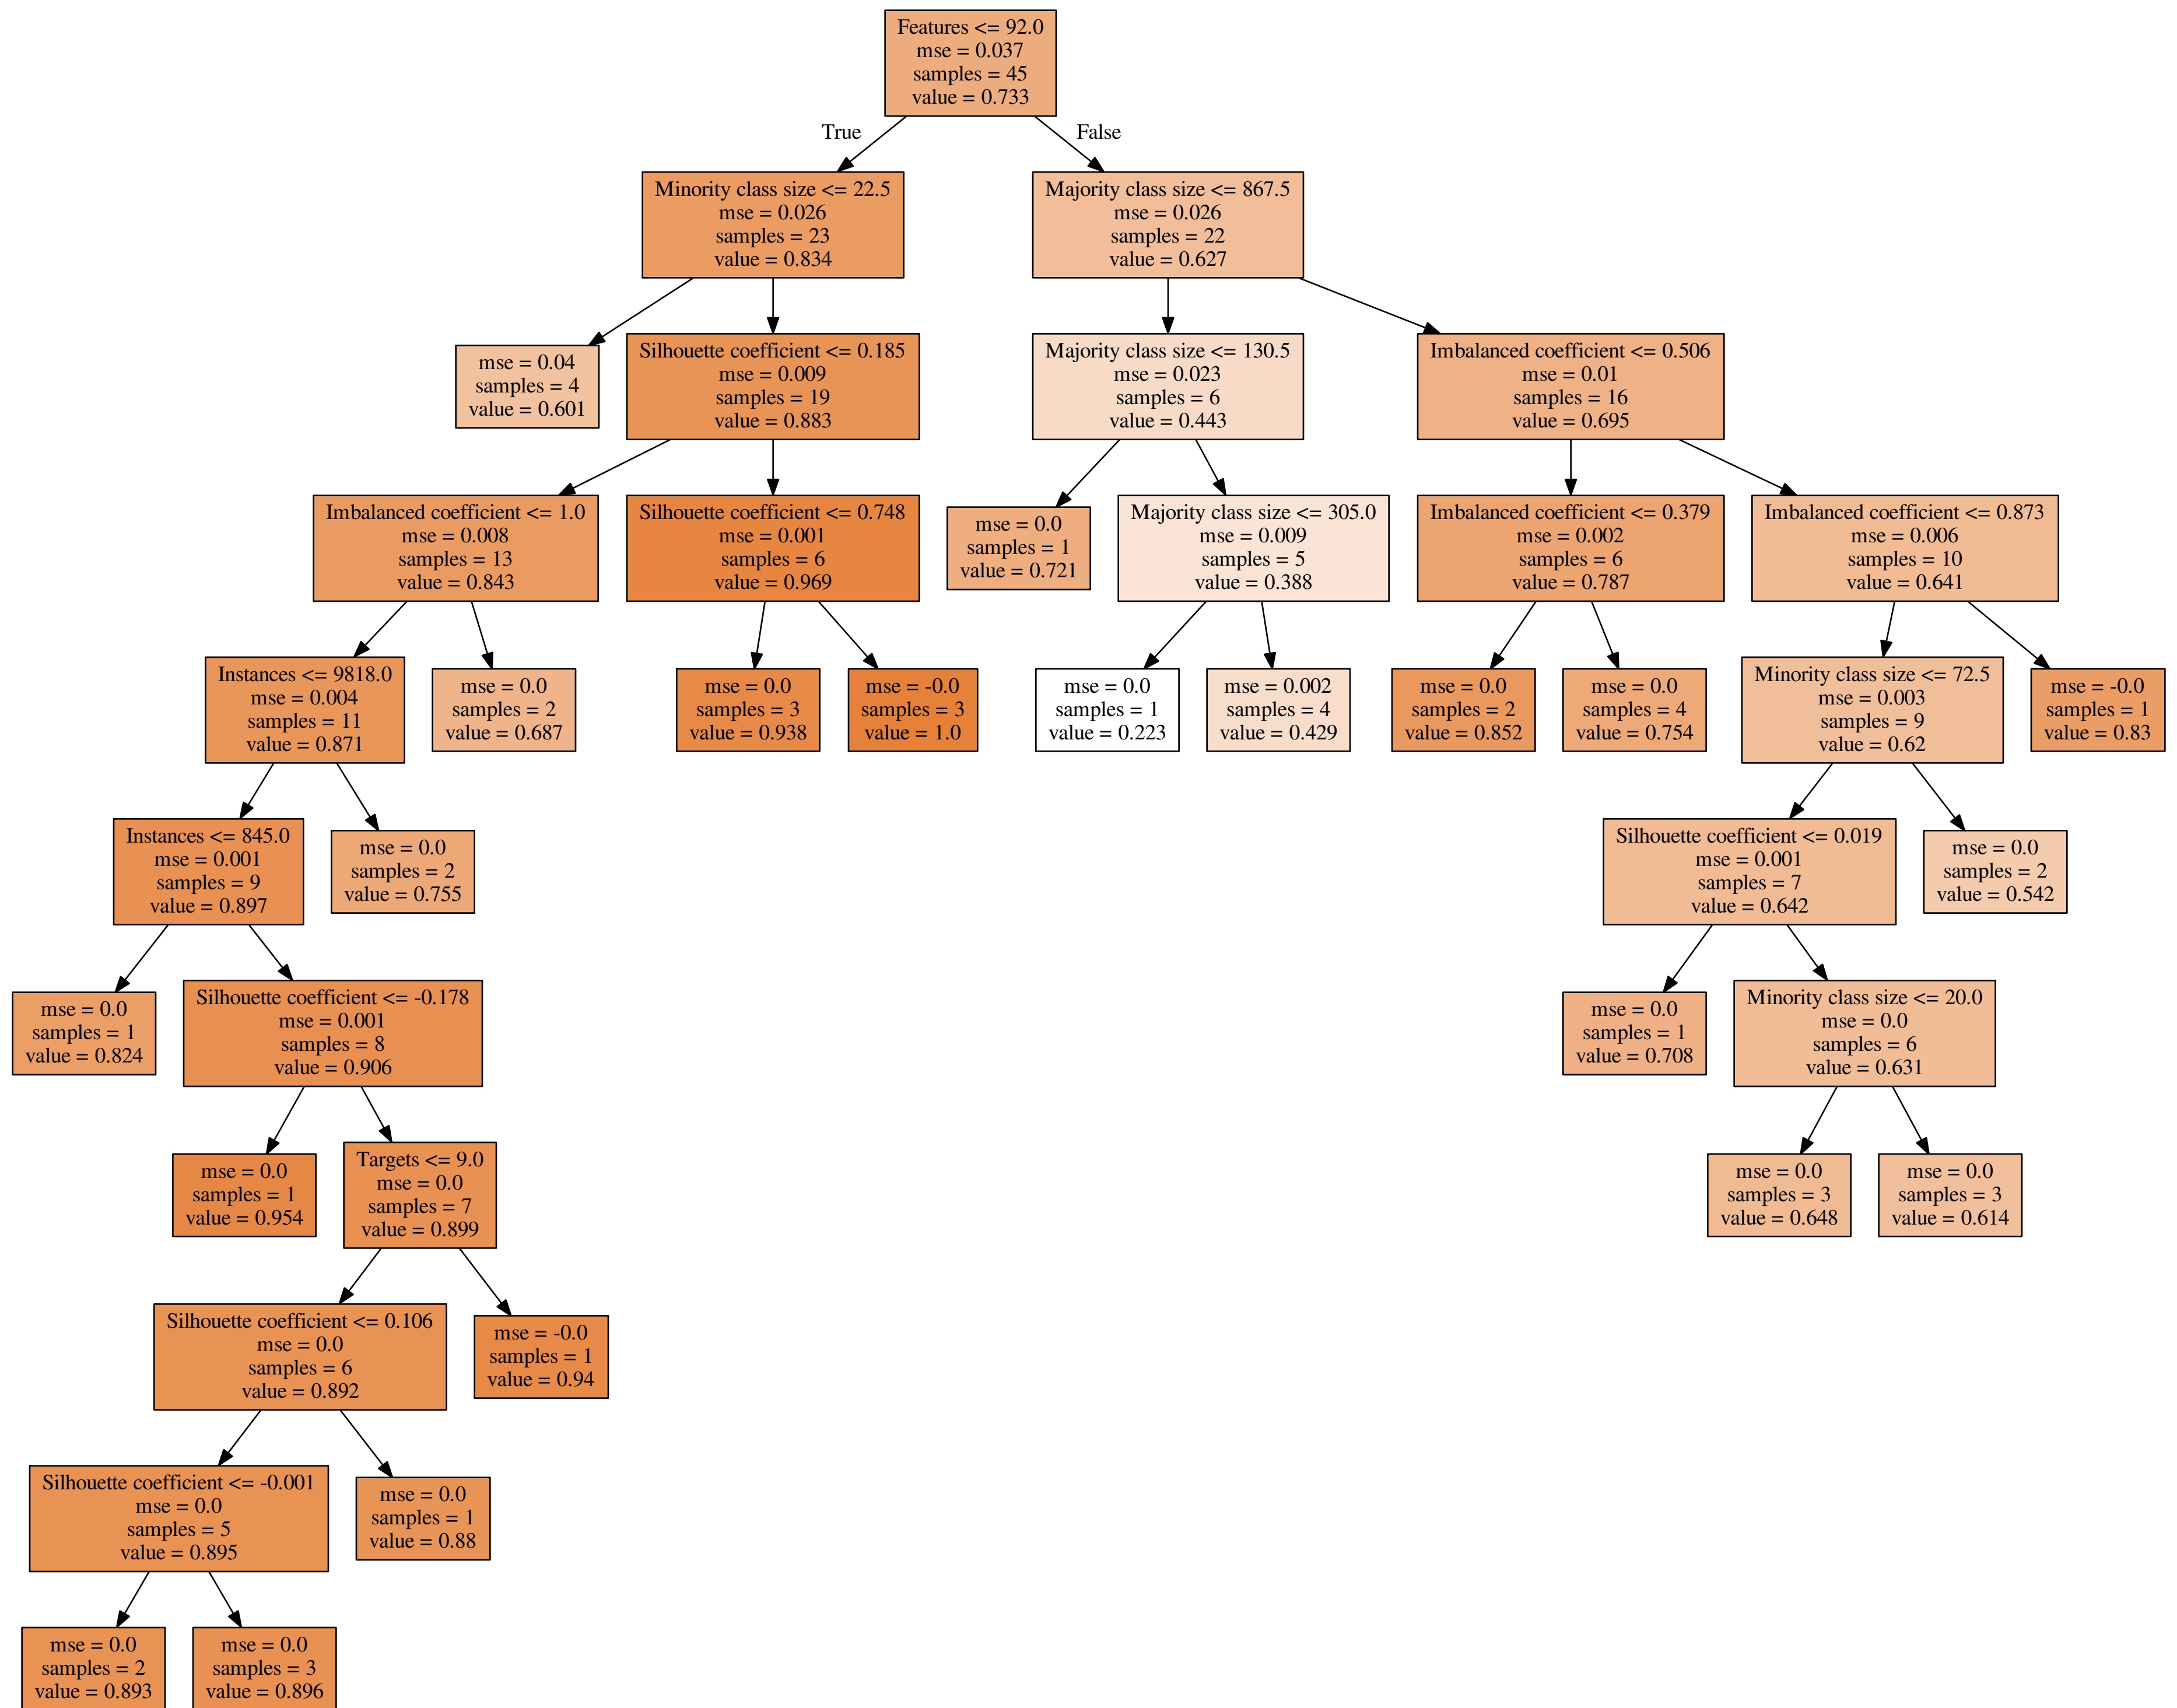 Features <= 92.0
mse = 0.037
samples = 45
value = 0.733
True
False
Minority class size <= 22.5
mse = 0.026
samples = 23
value = 0.834
Majority class size <= 867.5
mse = 0.026
samples = 22
value = 0.627
mse = 0.04
samples = 4
value = 0.601
Silhouette coefficient <= 0.185
mse = 0.009
samples = 19
value = 0.883
Majority class size <= 130.5
mse = 0.023
samples = 6
value = 0.443
Imbalanced coefficient <= 0.506
mse = 0.01
samples = 16
value = 0.695
Imbalanced coefficient <= 1.0
mse = 0.008
samples = 13
value = 0.843
Silhouette coefficient <= 0.748
mse = 0.001
samples = 6
value = 0.969
mse = 0.0
samples = 1
value = 0.721
Majority class size <= 305.0
mse = 0.009
samples = 5
value = 0.388
Imbalanced coefficient <= 0.379
mse = 0.002
samples = 6
value = 0.787
Imbalanced coefficient <= 0.873
mse = 0.006
samples = 10
value = 0.641
Instances <= 9818.0
mse = 0.004
samples = 11
value = 0.871
mse = 0.0
samples = 2
value = 0.687
mse = 0.0
samples = 3
value = 0.938
mse = -0.0
samples = 3
value = 1.0
mse = 0.0
samples = 1
value = 0.223
mse = 0.002
samples = 4
value = 0.429
mse = 0.0
samples = 2
value = 0.852
mse = 0.0
samples = 4
value = 0.754
Minority class size <= 72.5
mse = 0.003
samples = 9
value = 0.62
mse = -0.0
samples = 1
value = 0.83
Instances <= 845.0
mse = 0.001
samples = 9
value = 0.897
mse = 0.0
samples = 2
value = 0.755
Silhouette coefficient <= 0.019
mse = 0.001
samples = 7
value = 0.642
mse = 0.0
samples = 2
value = 0.542
mse = 0.0
samples = 1
value = 0.824
Silhouette coefficient <= -0.178
mse = 0.001
samples = 8
value = 0.906
mse = 0.0
samples = 1
value = 0.708
Minority class size <= 20.0
mse = 0.0
samples = 6
value = 0.631
mse = 0.0
samples = 1
value = 0.954
Targets <= 9.0
mse = 0.0
samples = 7
value = 0.899
mse = 0.0
samples = 3
value = 0.648
mse = 0.0
samples = 3
value = 0.614
Silhouette coefficient <= 0.106
mse = 0.0
samples = 6
value = 0.892
mse = -0.0
samples = 1
value = 0.94
Silhouette coefficient <= -0.001
mse = 0.0
samples = 5
value = 0.895
mse = 0.0
samples = 1
value = 0.88
mse = 0.0
samples = 2
value = 0.893
mse = 0.0
samples = 3
value = 0.896